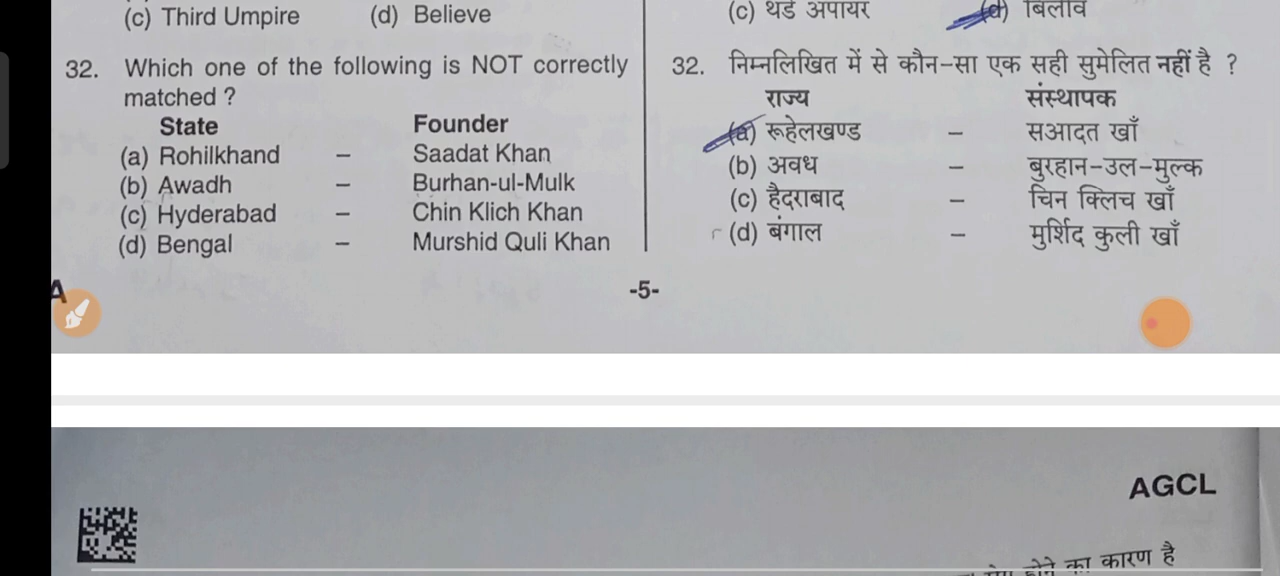 (c) Third Umpire (d) Believe
32. Which one of the following is NOT correctly
matched ?
State Founder
(a) Rohilkhand – Saadat Khan
(b) Awadh – Burhan-ul-Mulk
(c) Hyderabad – Chin Klich Khan
(d) Bengal – Murshid Quli Khan
(c) थर्ड अंपायर (d) बिलीव
32. निम्नलिखित में से कौन-सा एक सही सुमेलित नहीं है ?
राज्य संस्थापक
(a) रूहेलखण्ड – सआदत खाँ
(b) अवध – बुरहान-उल-मुल्क
(c) हैदराबाद – चिन क्लिच खाँ
(d) बंगाल – मुर्शिद कुली खाँ
A
-5-
AGCL
होने का कारण है